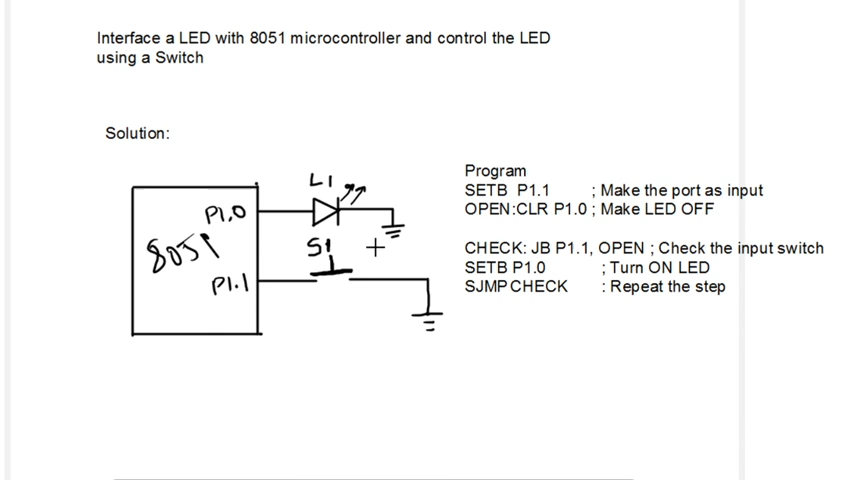 Interface a LED with 8051 microcontroller and control the LED
using a Switch
Solution:
L1
P1.0
8051
S1
P1.1
Program
SETB P1.1 ; Make the port as input
OPEN:CLR P1.0 ; Make LED OFF
CHECK: JB P1.1, OPEN ; Check the input switch
SETB P1.0 ; Turn ON LED
SJMP CHECK : Repeat the step